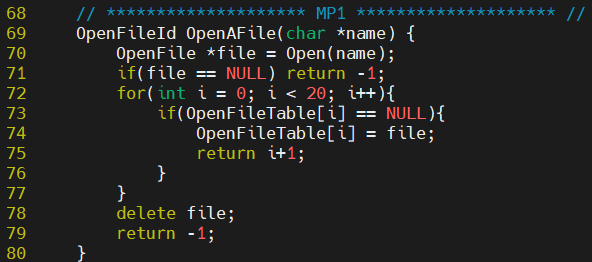 68     // ******************** MP1 ******************** //
69     OpenFileId OpenAFile(char *name) {
70         OpenFile *file = Open(name);
71         if(file == NULL) return -1;
72         for(int i = 0; i < 20; i++){
73             if(OpenFileTable[i] == NULL){
74                 OpenFileTable[i] = file;
75                 return i+1;
76             }
77         }
78         delete file;
79         return -1;
80     }